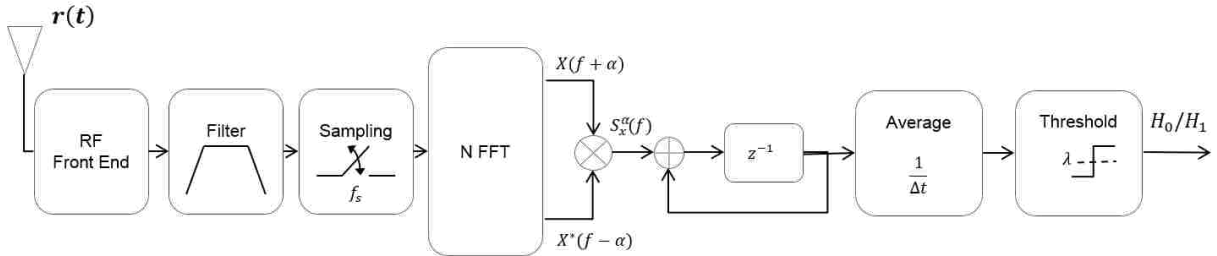 r(t)
RF
Front End
Filter
Sampling
f_s
N FFT
X(f + α)
X*(f − α)
S_x^α(f)
z^{−1}
Average
1
Δt
Threshold
λ
H_0/H_1